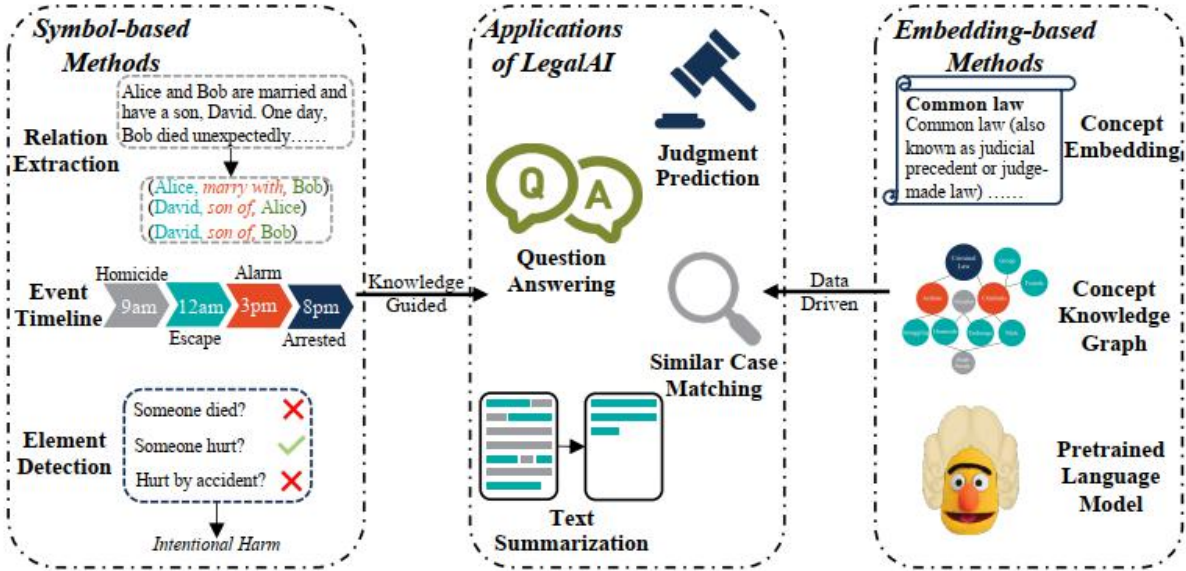 Symbol-based
Methods
Alice and Bob are married and
have a son, David. One day,
Bob died unexpectedly……
Relation
Extraction
(Alice, marry with, Bob)
(David, son of, Alice)
(David, son of, Bob)
Homicide
Alarm
Event
Timeline
9am
12am
3pm
8pm
Escape
Arrested
Element
Detection
Someone died?
Someone hurt?
Hurt by accident?
Intentional Harm
Knowledge
Guided
Applications
of LegalAI
Judgment
Prediction
Q
A
Question
Answering
Similar Case
Matching
Text
Summarization
Data
Driven
Embedding-based
Methods
Common law
Common law (also
known as judicial
precedent or judge-
made law) ……
Concept
Embedding
Criminal
Law
Concept
Knowledge
Graph
Pretrained
Language
Model